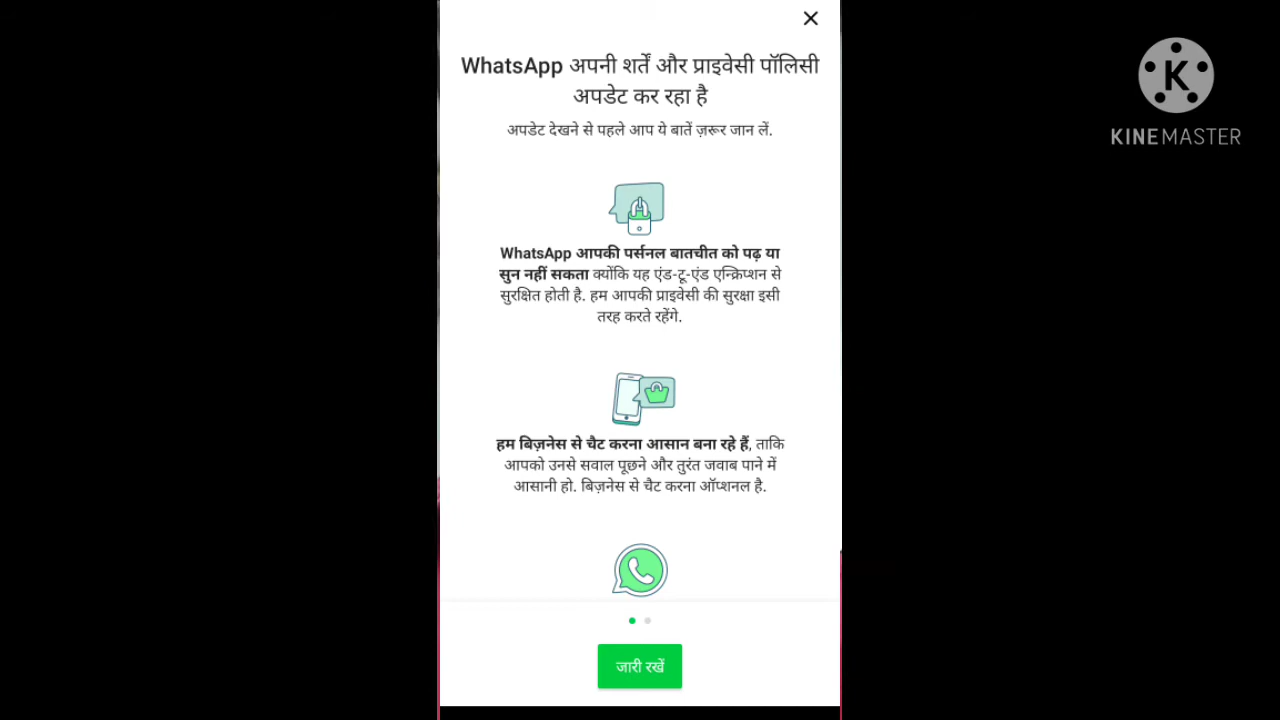 WhatsApp अपनी शर्तें और प्राइवेसी पॉलिसी
अपडेट कर रहा है
अपडेट देखने से पहले आप ये बातें ज़रूर जान लें.
WhatsApp आपकी पर्सनल बातचीत को पढ़ या
सुन नहीं सकता क्योंकि यह एंड-टू-एंड एन्क्रिप्शन से
सुरक्षित होती है. हम आपकी प्राइवेसी की सुरक्षा इसी
तरह करते रहेंगे.
हम बिज़नेस से चैट करना आसान बना रहे हैं, ताकि
आपको उनसे सवाल पूछने और तुरंत जवाब पाने में
आसानी हो. बिज़नेस से चैट करना ऑप्शनल है.
जारी रखें
K
KINEMASTER